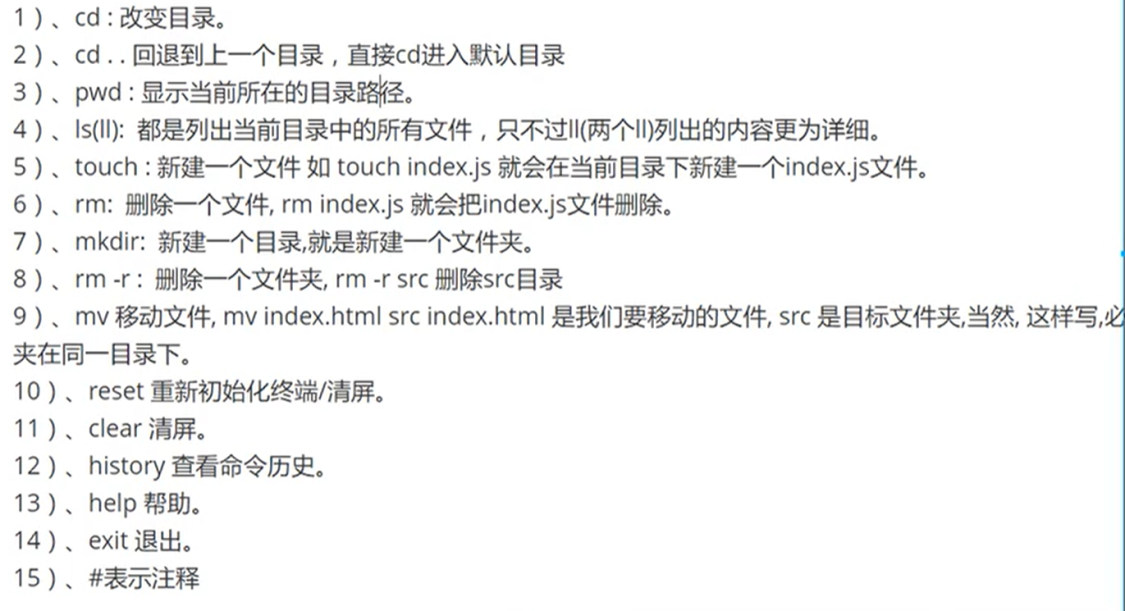 1）、cd : 改变目录。
2）、cd . . 回退到上一个目录，直接cd进入默认目录
3）、pwd : 显示当前所在的目录路径。
4）、ls(ll):  都是列出当前目录中的所有文件，只不过ll(两个ll)列出的内容更为详细。
5）、touch : 新建一个文件 如 touch index.js 就会在当前目录下新建一个index.js文件。
6）、rm:  删除一个文件, rm index.js 就会把index.js文件删除。
7）、mkdir:  新建一个目录,就是新建一个文件夹。
8）、rm -r :  删除一个文件夹, rm -r src 删除src目录
9）、mv 移动文件, mv index.html src index.html 是我们要移动的文件, src 是目标文件夹,当然, 这样写,必
夹在同一目录下。
10）、reset 重新初始化终端/清屏。
11）、clear 清屏。
12）、history 查看命令历史。
13）、help 帮助。
14）、exit 退出。
15）、#表示注释